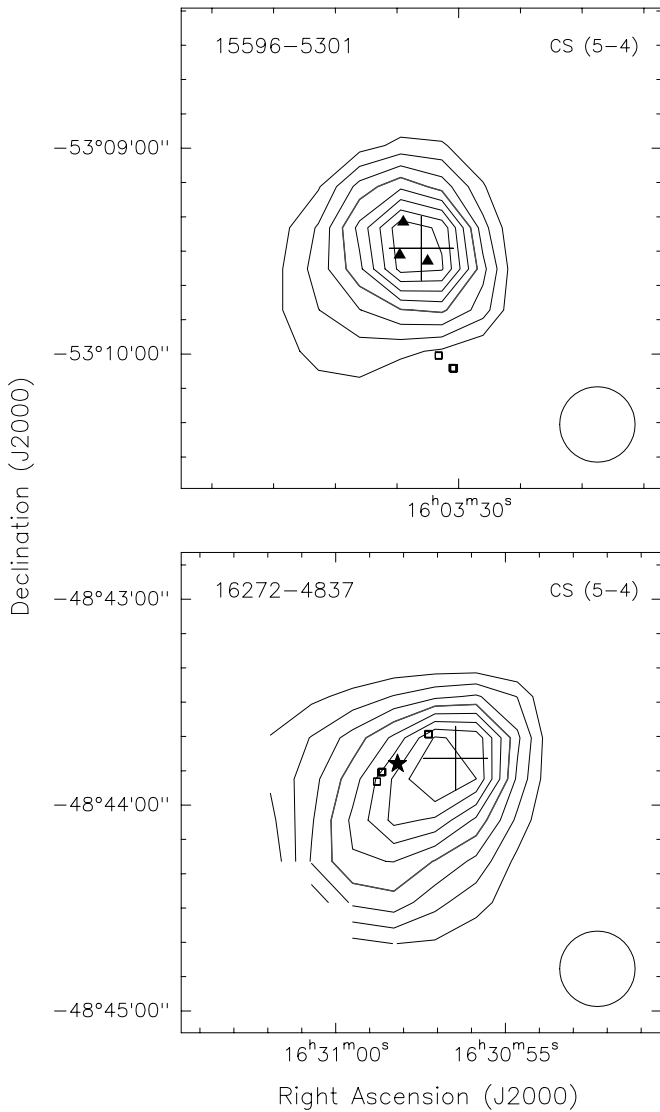 15596−5301 CS (5−4)
−53°09'00"
−53°10'00"
16ʰ03ᵐ30ˢ
Declination (J2000)
16272−4837 CS (5−4)
−48°43'00"
−48°44'00"
−48°45'00"
16ʰ31ᵐ00ˢ 16ʰ30ᵐ55ˢ
Right Ascension (J2000)